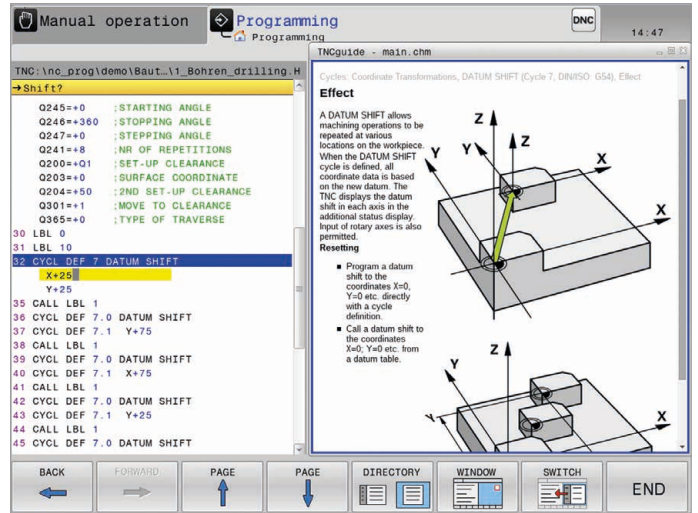 Manual operation
Programming
Programming
DNC
14:47
TNCguide - main.chm
TNC:\nc_prog\demo\Baut…\1_Bohren_drilling.H
→Shift?
Q245=+0 ;STARTING ANGLE
Q246=+360 ;STOPPING ANGLE
Q247=+0 ;STEPPING ANGLE
Q241=+8 ;NR OF REPETITIONS
Q200=+Q1 ;SET-UP CLEARANCE
Q203=+0 ;SURFACE COORDINATE
Q204=+50 ;2ND SET-UP CLEARANCE
Q301=+1 ;MOVE TO CLEARANCE
Q365=+0 ;TYPE OF TRAVERSE
30 LBL 0
31 LBL 10
32 CYCL DEF 7 DATUM SHIFT
X+25
Y+25
35 CALL LBL 1
36 CYCL DEF 7.0 DATUM SHIFT
37 CYCL DEF 7.1 Y+75
38 CALL LBL 1
39 CYCL DEF 7.0 DATUM SHIFT
40 CYCL DEF 7.1 X+75
41 CALL LBL 1
42 CYCL DEF 7.0 DATUM SHIFT
43 CYCL DEF 7.1 Y+25
44 CALL LBL 1
45 CYCL DEF 7.0 DATUM SHIFT
Cycles: Coordinate Transformations, DATUM SHIFT (Cycle 7, DIN/ISO: G54), Effect
Effect
A DATUM SHIFT allows
machining operations to be
repeated at various
locations on the workpiece.
When the DATUM SHIFT
cycle is defined, all
coordinate data is based
on the new datum. The
TNC displays the datum
shift in each axis in the
additional status display.
Input of rotary axes is also
permitted.
Resetting
■ Program a datum
shift to the
coordinates X=0,
Y=0 etc. directly
with a cycle
definition.
■ Call a datum shift to
the coordinates
X=0; Y=0 etc. from
a datum table.
Z
Z
Y
Y
X
X
Z
Y
Y
X
BACK
FORWARD
PAGE
PAGE
DIRECTORY
WINDOW
SWITCH
END